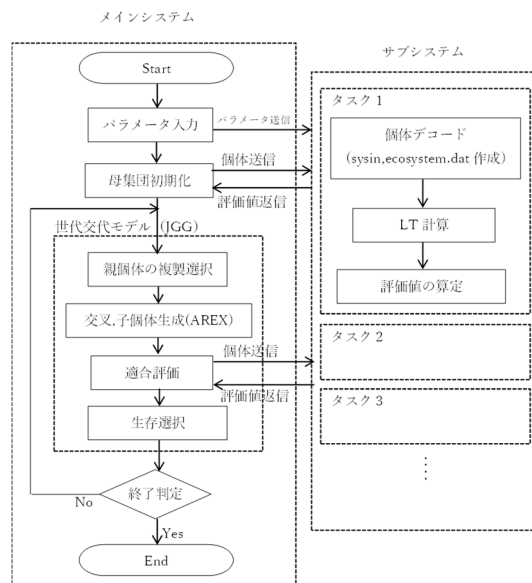 メインシステム
サブシステム
Start
パラメータ入力
パラメータ送信
母集団初期化
個体送信
評価値返信
世代交代モデル (JGG)
親個体の複製選択
交叉,子個体生成(AREX)
適合評価
個体送信
評価値返信
生存選択
終了判定
No
Yes
End
タスク 1
個体デコード
(sysin,ecosystem.dat 作成)
LT 計算
評価値の算定
タスク 2
タスク 3